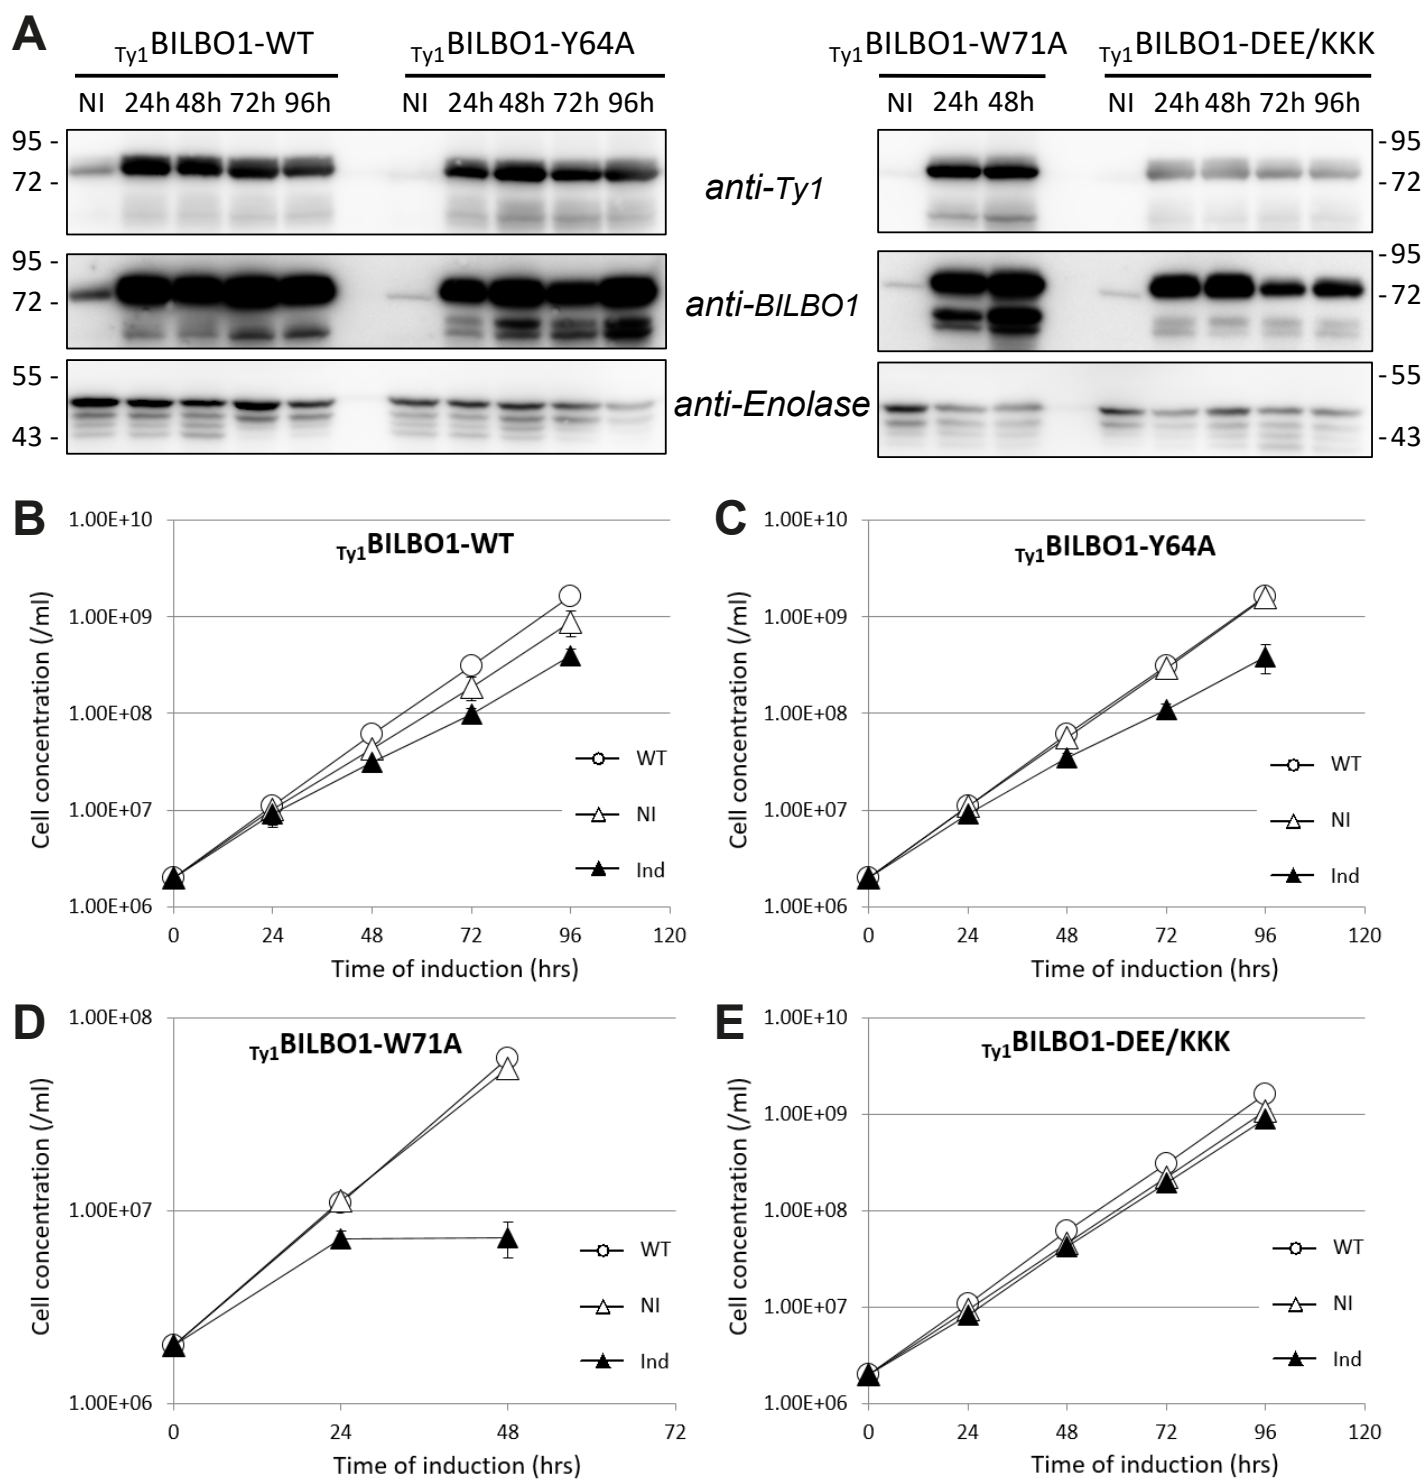 A
Ty1BILBO1-WT Ty1BILBO1-Y64A Ty1BILBO1-W71A Ty1BILBO1-DEE/KKK
NI 24h 48h 72h 96h NI 24h 48h 72h 96h NI 24h 48h NI 24h 48h 72h 96h
95 - -95
72 - anti-Ty1 -72
95 - -95
72 - anti-BILBO1 -72
55 - -55
anti-Enolase
43 - -43
B
Ty1BILBO1-WT
Cell concentration (/ml)
1.00E+10
1.00E+09
1.00E+08
1.00E+07
1.00E+06
WT
NI
Ind
0 24 48 72 96 120
Time of induction (hrs)
C
Ty1BILBO1-Y64A
Cell concentration (/ml)
1.00E+10
1.00E+09
1.00E+08
1.00E+07
1.00E+06
WT
NI
Ind
0 24 48 72 96 120
Time of induction (hrs)
D
Ty1BILBO1-W71A
Cell concentration (/ml)
1.00E+08
1.00E+07
1.00E+06
WT
NI
Ind
0 24 48 72
Time of induction (hrs)
E
Ty1BILBO1-DEE/KKK
Cell concentration (/ml)
1.00E+10
1.00E+09
1.00E+08
1.00E+07
1.00E+06
WT
NI
Ind
0 24 48 72 96 120
Time of induction (hrs)